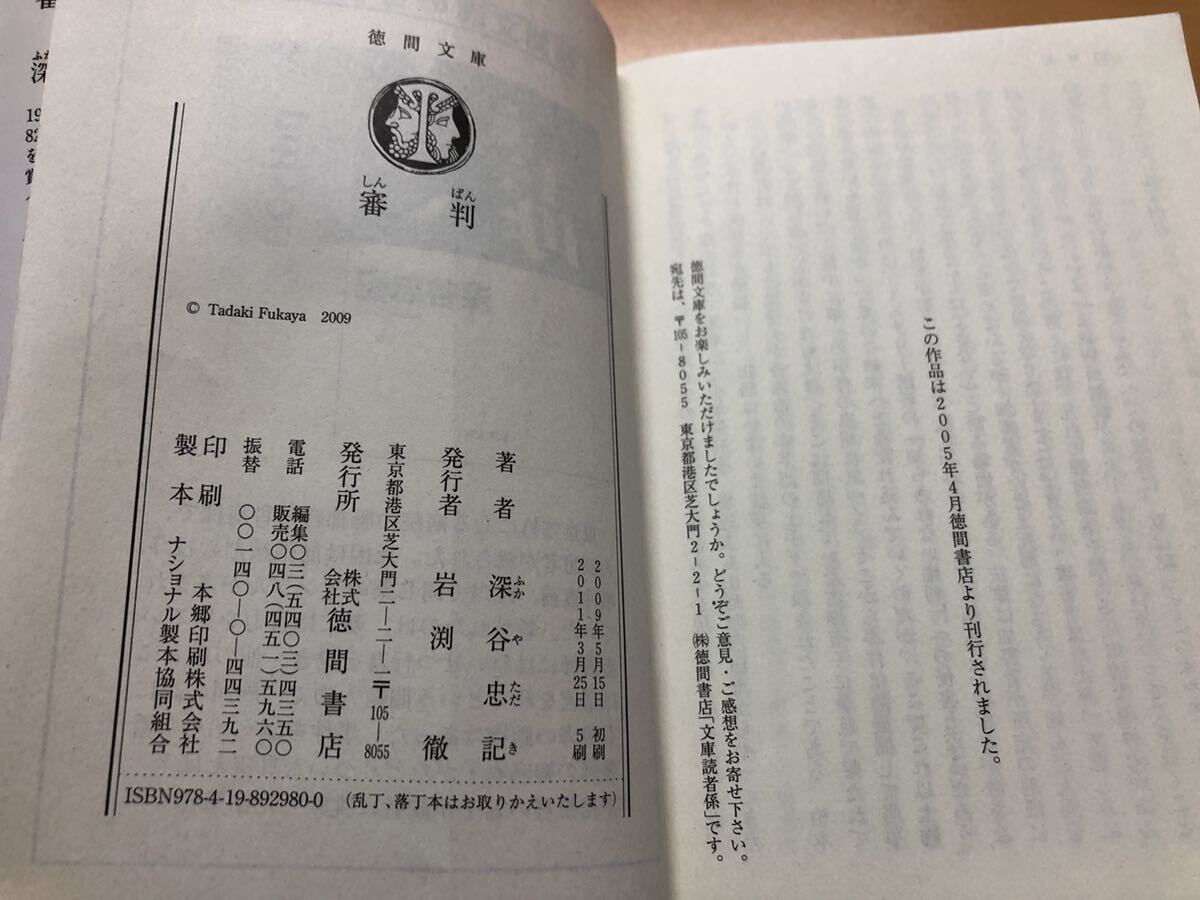 この作品は2005年4月徳間書店より刊行されました。
徳間文庫をお楽しみいただけましたでしょうか。どうぞご意見・ご感想をお寄せ下さい。
宛先は、〒105-8055 東京都港区芝大門2-2-1 ㈱徳間書店「文庫読者係」です。
徳間文庫
審判
しんぱん
© Tadaki Fukaya 2009
2009年5月15日 初刷
2011年3月25日 5刷
著者 深谷忠記
ふかやただき
発行者 岩渕徹
東京都港区芝大門二―二―一〒105―8055
発行所 株式会社徳間書店
電話 編集〇三(五四〇三)四三五〇
販売〇四八(四五一)五九六〇
振替 〇〇一四〇―〇―四四三九二
印刷 本郷印刷株式会社
製本 ナショナル製本協同組合
ISBN978-4-19-892980-0 (乱丁、落丁本はお取りかえいたします)
深